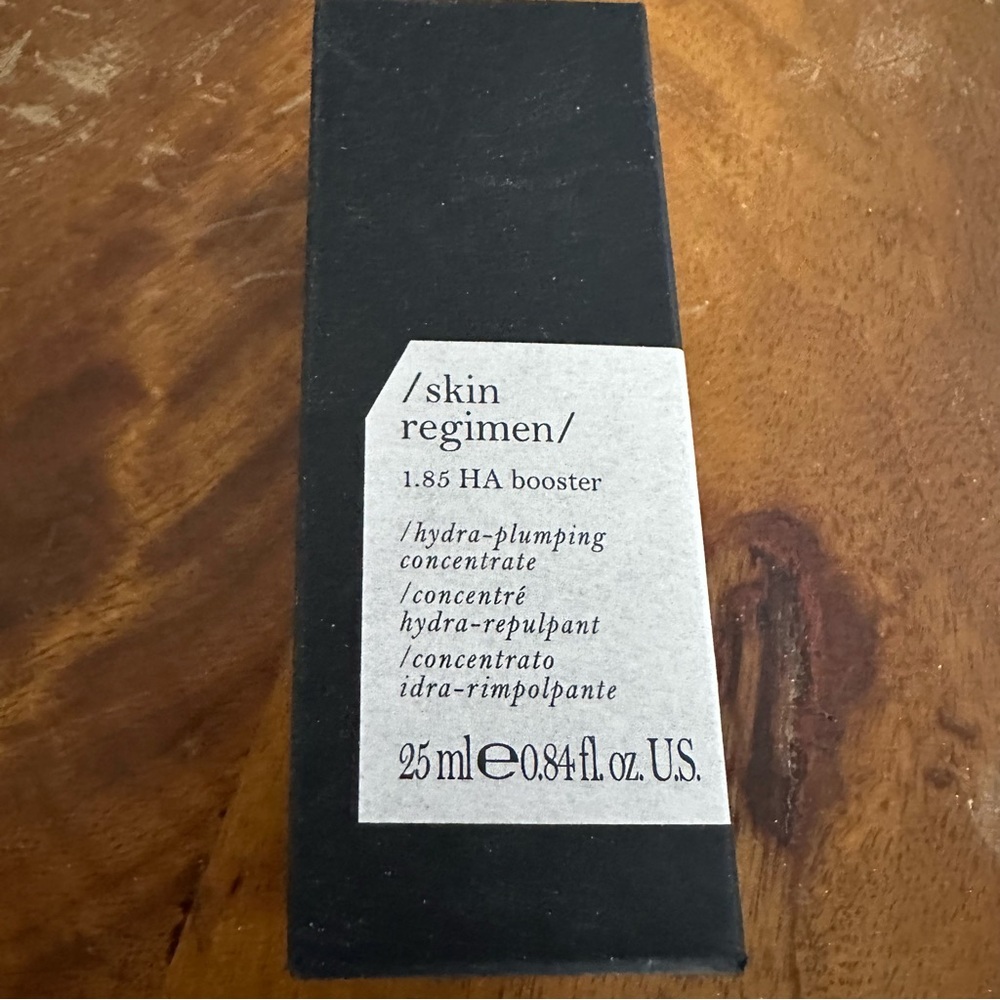 /skin
regimen/
1.85 HA booster
/hydra-plumping
concentrate
/concentré
hydra-repulpant
/concentrato
idra-rimpolpante
25 ml ℮ 0.84 fl. oz. U.S.